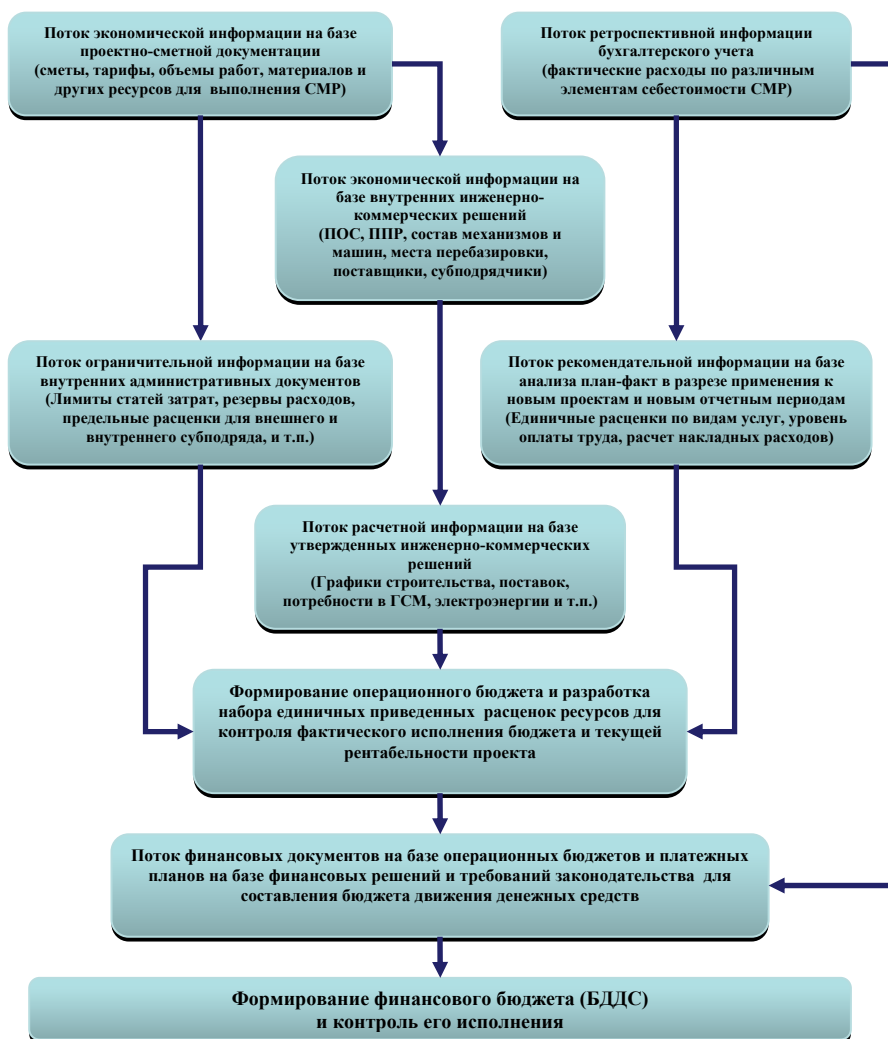 Поток экономической информации на базе
проектно-сметной документации
(сметы, тарифы, объемы работ, материалов и
других ресурсов для выполнения СМР)
Поток ретроспективной информации
бухгалтерского учета
(фактические расходы по различным
элементам себестоимости СМР)
Поток экономической информации на
базе внутренних инженерно-
коммерческих решений
(ПОС, ППР, состав механизмов и
машин, места перебазировки,
поставщики, субподрядчики)
Поток ограничительной информации на базе
внутренних административных документов
(Лимиты статей затрат, резервы расходов,
предельные расценки для внешнего и
внутреннего субподряда, и т.п.)
Поток рекомендательной информации на базе
анализа план-факт в разрезе применения к
новым проектам и новым отчетным периодам
(Единичные расценки по видам услуг, уровень
оплаты труда, расчет накладных расходов)
Поток расчетной информации на базе
утвержденных инженерно-коммерческих
решений
(Графики строительства, поставок,
потребности в ГСМ, электроэнергии и т.п.)
Формирование операционного бюджета и разработка
набора единичных приведенных расценок ресурсов для
контроля фактического исполнения бюджета и текущей
рентабельности проекта
Поток финансовых документов на базе операционных бюджетов и платежных
планов на базе финансовых решений и требований законодательства для
составления бюджета движения денежных средств
Формирование финансового бюджета (БДДС)
и контроль его исполнения